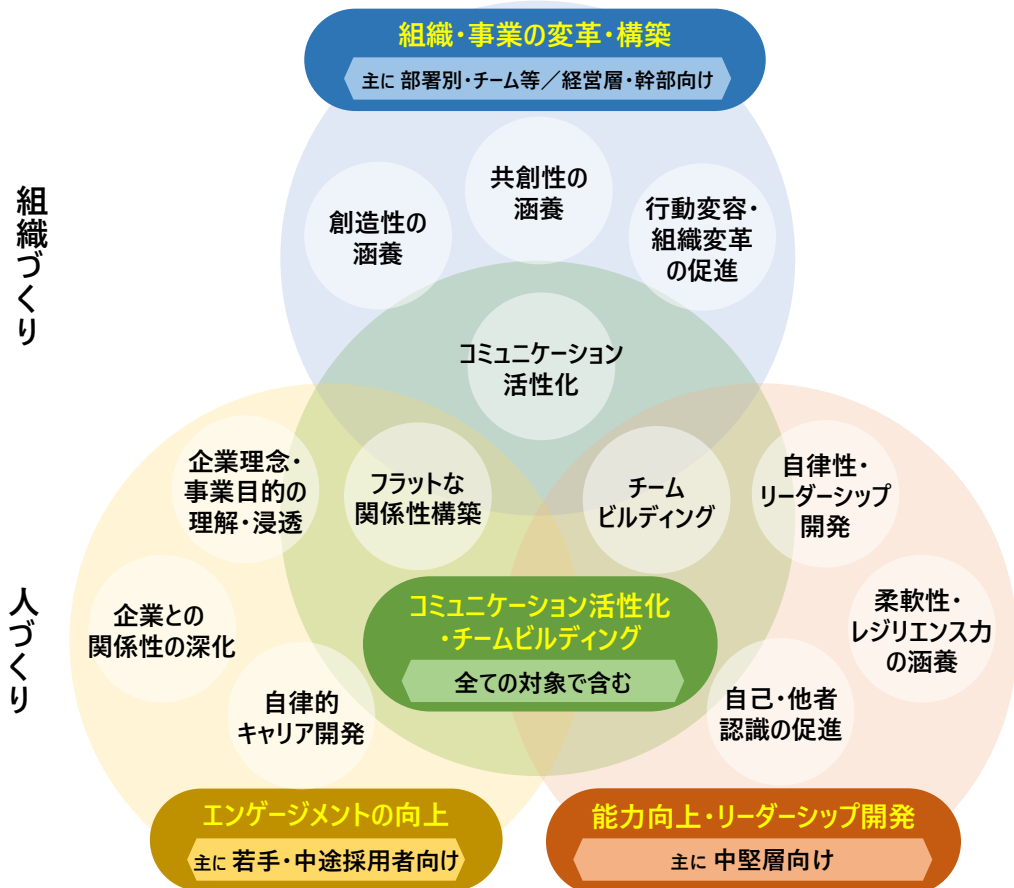 組織・事業の変革・構築
主に 部署別・チーム等／経営層・幹部向け
組織づくり
共創性の
涵養
創造性の
涵養
行動変容・
組織変革
の促進
コミュニケーション
活性化
企業理念・
事業目的の
理解・浸透
フラットな
関係性構築
チーム
ビルディング
自律性・
リーダーシップ
開発
人づくり
企業との
関係性の深化
コミュニケーション活性化
・チームビルディング
全ての対象で含む
柔軟性・
レジリエンス力
の涵養
自律的
キャリア開発
自己・他者
認識の促進
エンゲージメントの向上
主に 若手・中途採用者向け
能力向上・リーダーシップ開発
主に 中堅層向け